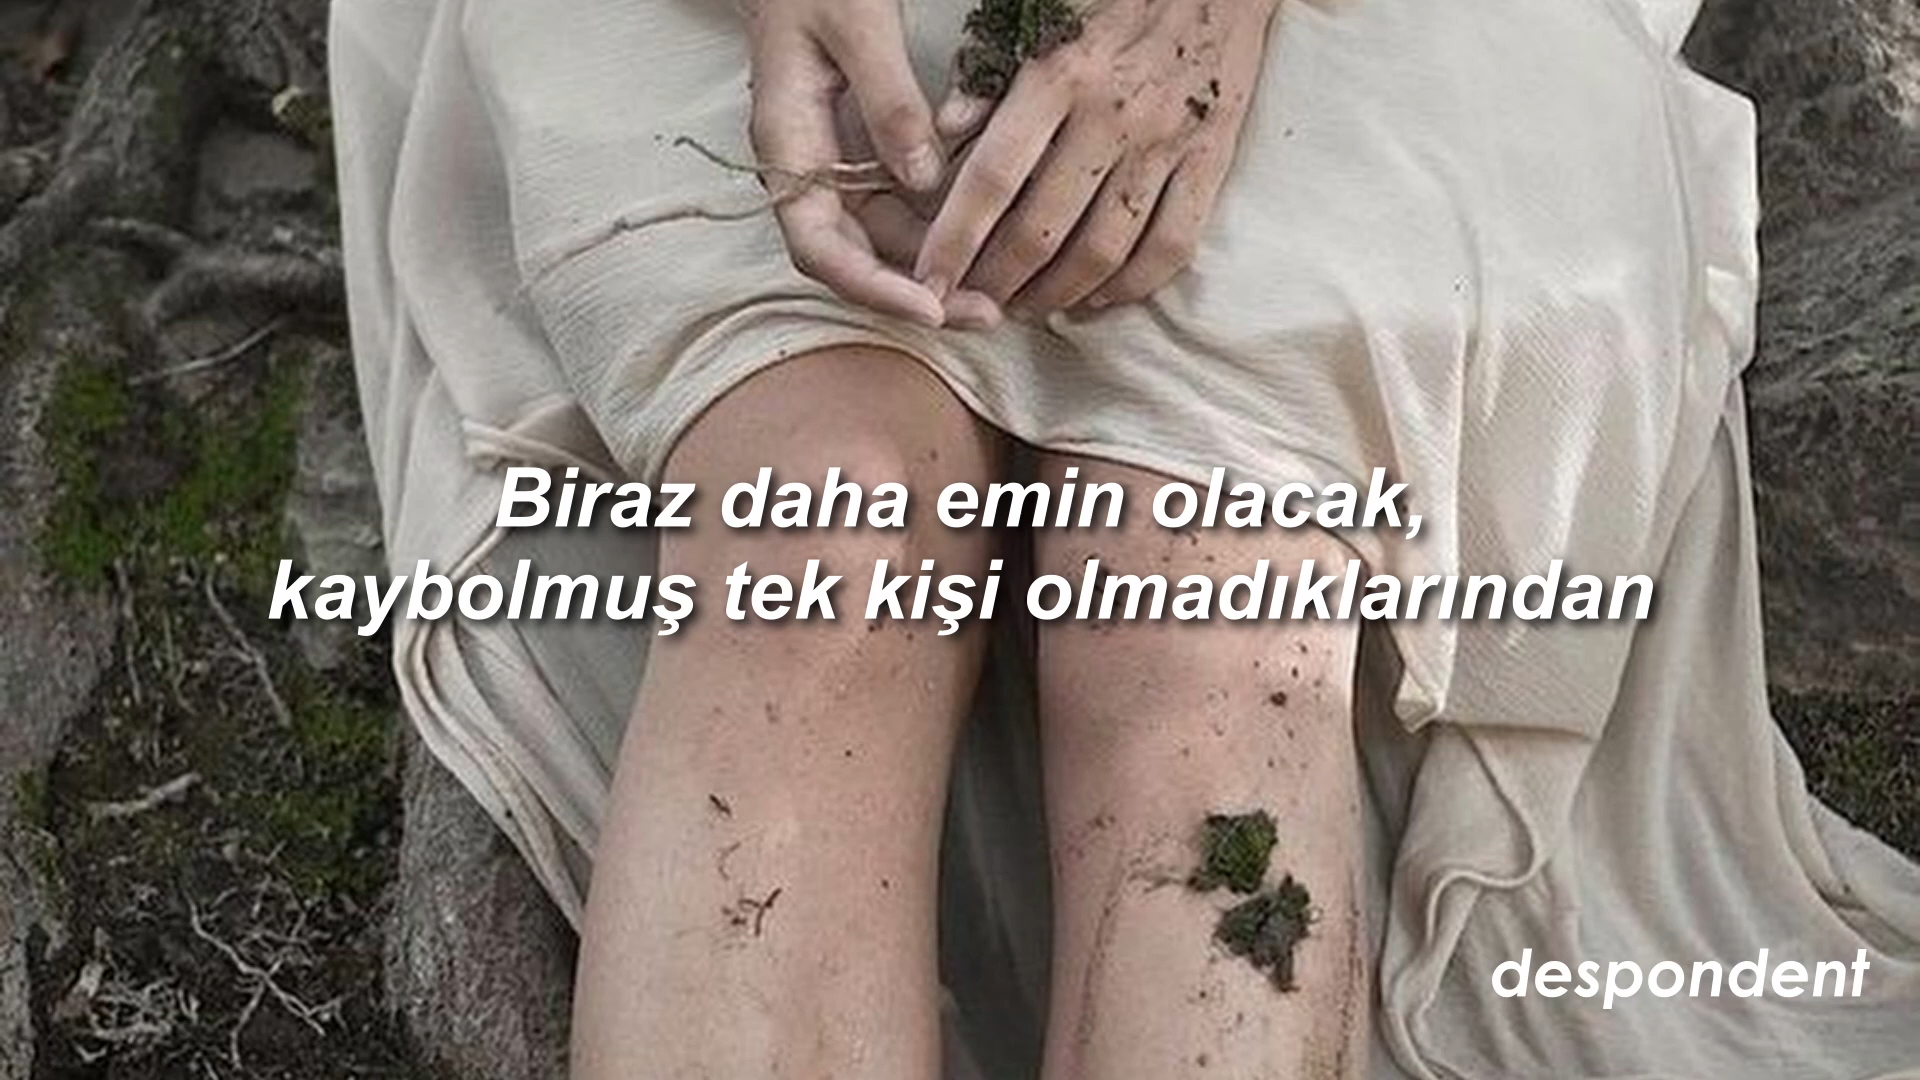 Biraz daha emin olacak,
kaybolmuş tek kişi olmadıklarından
despondent